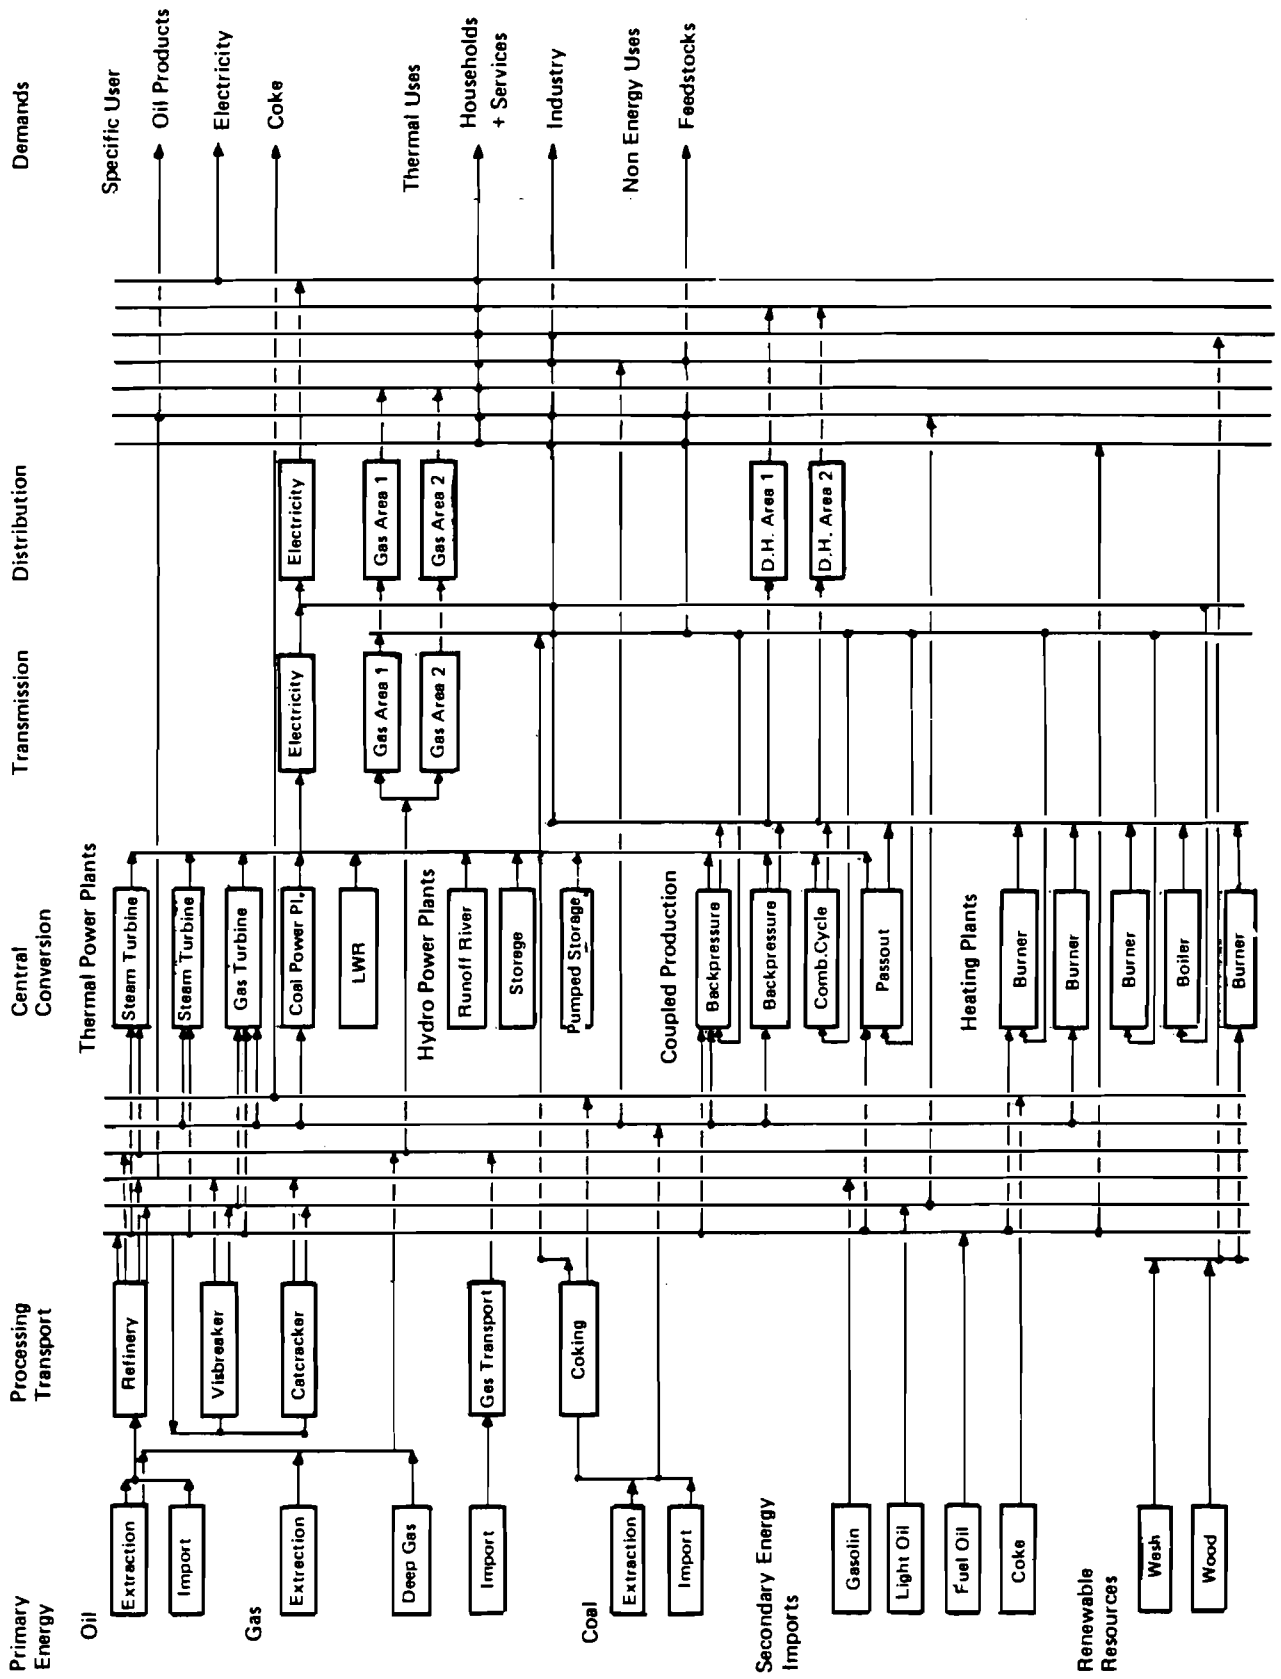 Primary
Energy
Processing
Transport
Central
Conversion
Transmission
Distribution
Demands
Oil
Extraction
Import
Gas
Extrection
Deep Gas
Import
Coal
Extraction
Import
Secondary Energy
Imports
Gasolin
Light Oil
Fuel Oil
Coke
Renewable
Resources
Wash
Wood
Refinery
Visbreaker
Catcracker
Gas Transport
Coking
Thermal Power Plants
Steam Turbine
Steam Turbine
Gas Turbine
Coal Power Pl.
LWR
Hydro Power Plants
Runoff River
Storage
Pumped Storage
Coupled Production
Backpressure
Backpressure
Comb.Cycle
Passout
Heating Plants
Burner
Burner
Burner
Boiler
Burner
Electricity
Gas Area 1
Gas Area 2
Electricity
Gas Area 1
Gas Area 2
D.H. Area 1
D.H. Area 2
Specific User
Oil Products
Electricity
Coke
Thermal Uses
Households
+ Services
Industry
Non Energy Uses
Feedstocks